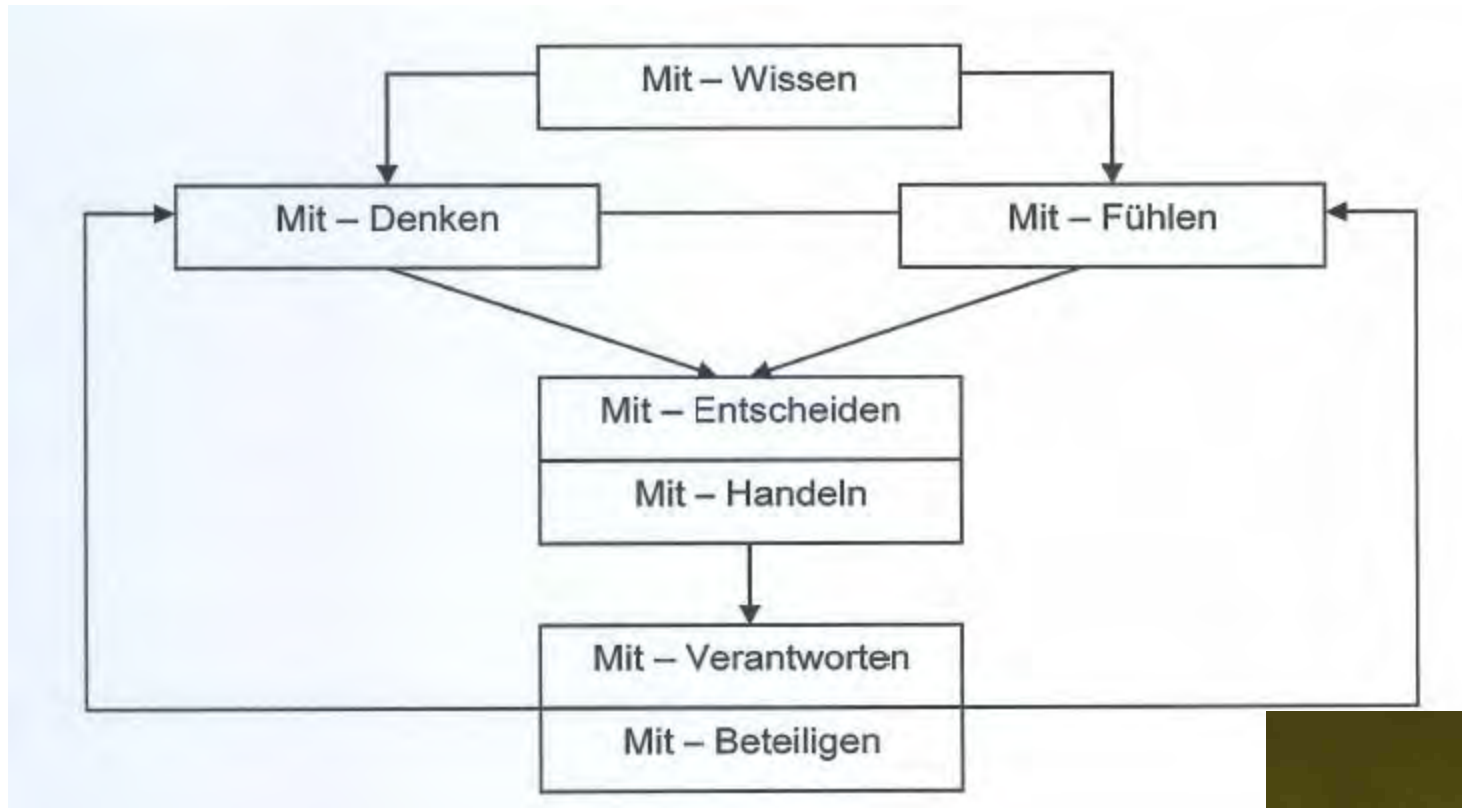 Mit – Wissen
Mit – Denken
Mit – Fühlen
Mit – Entscheiden
Mit – Handeln
Mit – Verantworten
Mit – Beteiligen